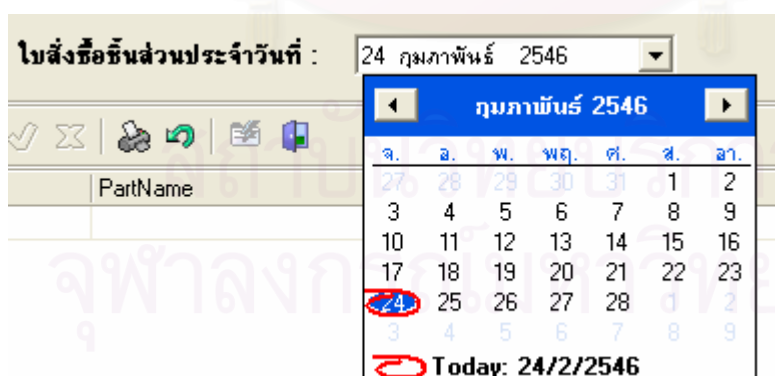 ใบสั่งซื้อชิ้นส่วนประจำวันที่ : 24 กุมภาพันธ์ 2546
กุมภาพันธ์ 2546
จ. อ. พ. พฤ. ศ. ส. อา.
PartName
27 28 29 30 31 1 2
3 4 5 6 7 8 9
10 11 12 13 14 15 16
17 18 19 20 21 22 23
24 25 26 27 28 1 2
3 4 5 6 7 8 9
Today: 24/2/2546